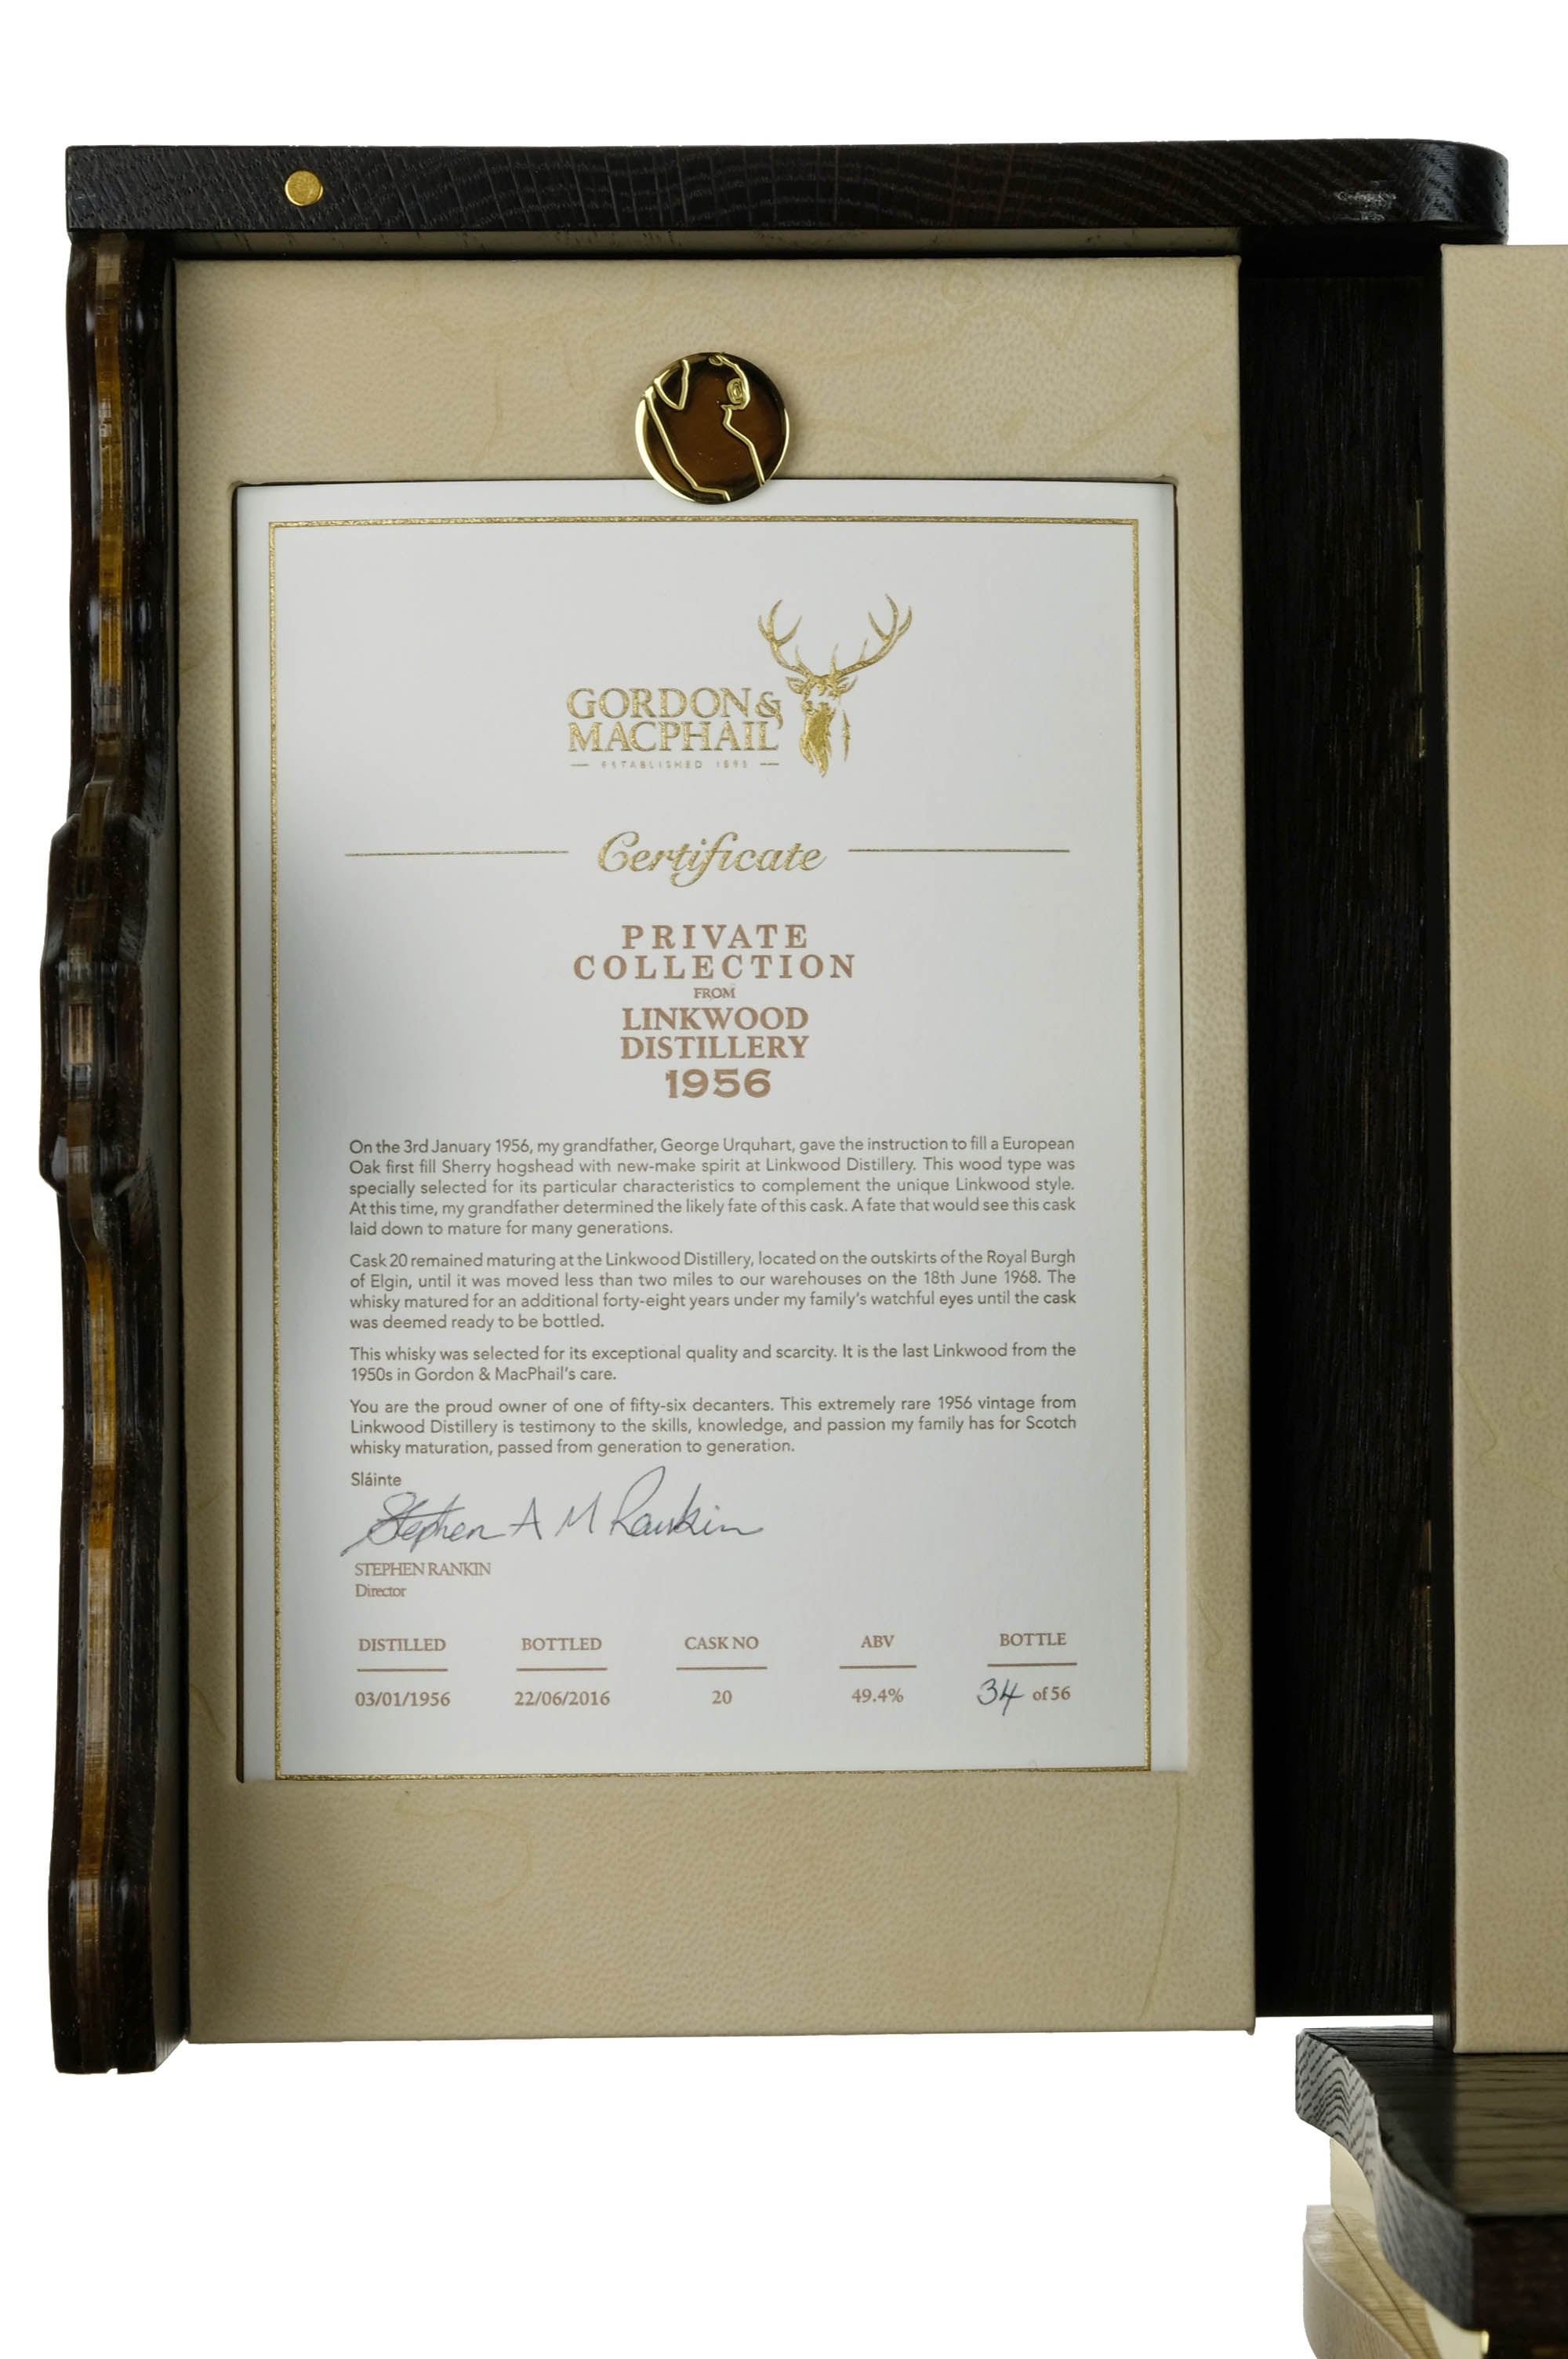 GORDON &
MACPHAIL
ESTABLISHED 1895
Certificate
PRIVATE
COLLECTION
FROM
LINKWOOD
DISTILLERY
1956
On the 3rd January 1956, my grandfather, George Urquhart, gave the instruction to fill a European
Oak first fill Sherry hogshead with new-make spirit at Linkwood Distillery. This wood type was
specially selected for its particular characteristics to complement the unique Linkwood style.
At this time, my grandfather determined the likely fate of this cask. A fate that would see this cask
laid down to mature for many generations.
Cask 20 remained maturing at the Linkwood Distillery, located on the outskirts of the Royal Burgh
of Elgin, until it was moved less than two miles to our warehouses on the 18th June 1968. The
whisky matured for an additional forty-eight years under my family's watchful eyes until the cask
was deemed ready to be bottled.
This whisky was selected for its exceptional quality and scarcity. It is the last Linkwood from the
1950s in Gordon & MacPhail's care.
You are the proud owner of one of fifty-six decanters. This extremely rare 1956 vintage from
Linkwood Distillery is testimony to the skills, knowledge, and passion my family has for Scotch
whisky maturation, passed from generation to generation.
Sláinte
Stephen A M Rankin
STEPHEN RANKIN
Director
DISTILLED BOTTLED CASK NO ABV BOTTLE
03/01/1956 22/06/2016 20 49.4% 34 of 56